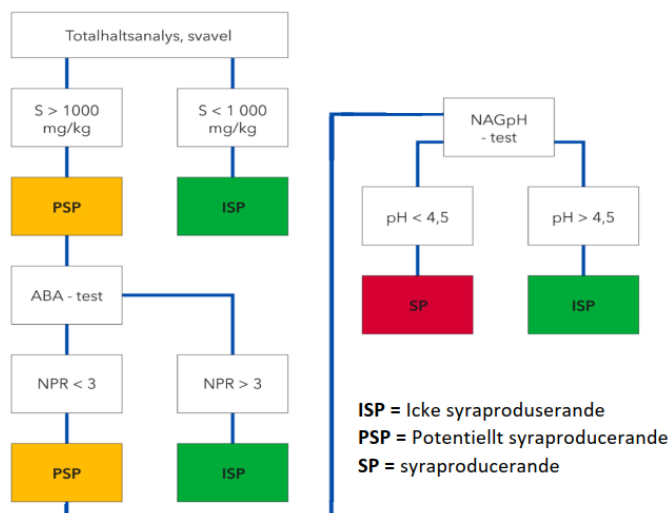 Totalhaltsanalys, svavel
S > 1000
mg/kg
S < 1 000
mg/kg
PSP
ISP
ABA - test
NPR < 3
NPR > 3
PSP
ISP
NAGpH
- test
pH < 4,5
pH > 4,5
SP
ISP
ISP = Icke syraproduserande
PSP = Potentiellt syraproducerande
SP = syraproducerande